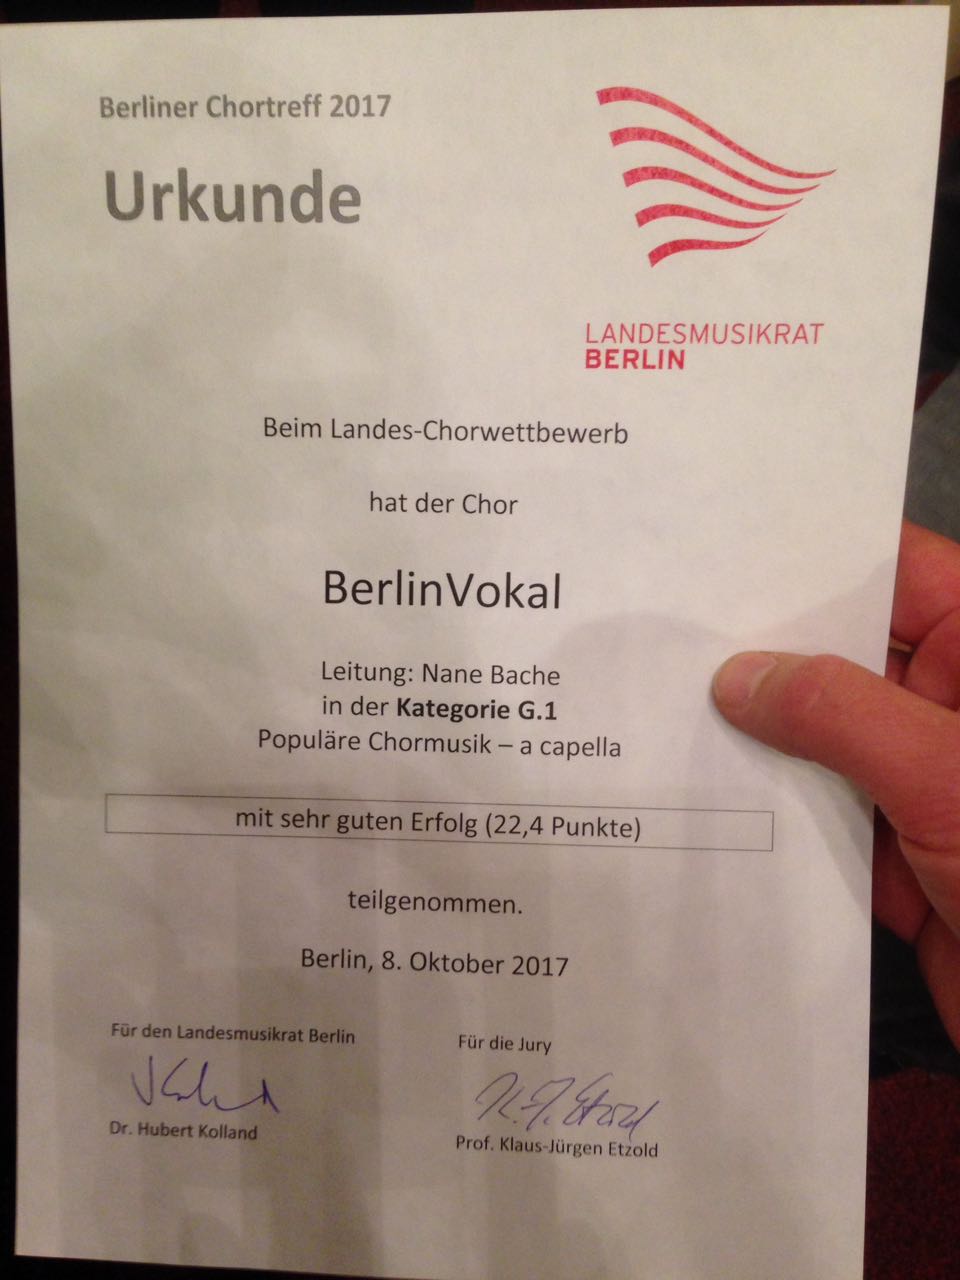 Berliner Chortreff 2017
Urkunde
LANDESMUSIKRAT
BERLIN
Beim Landes-Chorwettbewerb
hat der Chor
BerlinVokal
Leitung: Nane Bache
in der Kategorie G.1
Populäre Chormusik – a capella
mit sehr guten Erfolg (22,4 Punkte)
teilgenommen.
Berlin, 8. Oktober 2017
Für den Landesmusikrat Berlin
Dr. Hubert Kolland
Für die Jury
K. J. Etzold
Prof. Klaus-Jürgen Etzold